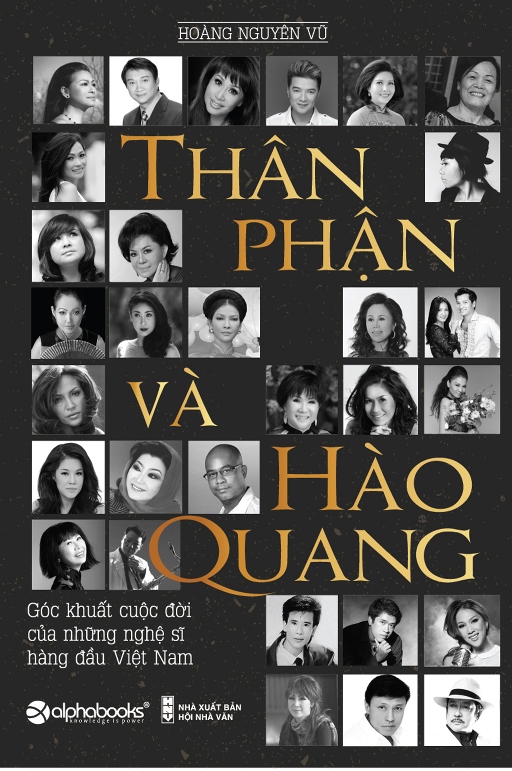 HOÀNG NGUYÊN VŨ
THÂN
PHẬN
VÀ
HÀO
QUANG
Góc khuất cuộc đời
của những nghệ sĩ
hàng đầu Việt Nam
alphabooks®
knowledge is power
HNV
NHÀ XUẤT BẢN
HỘI NHÀ VĂN